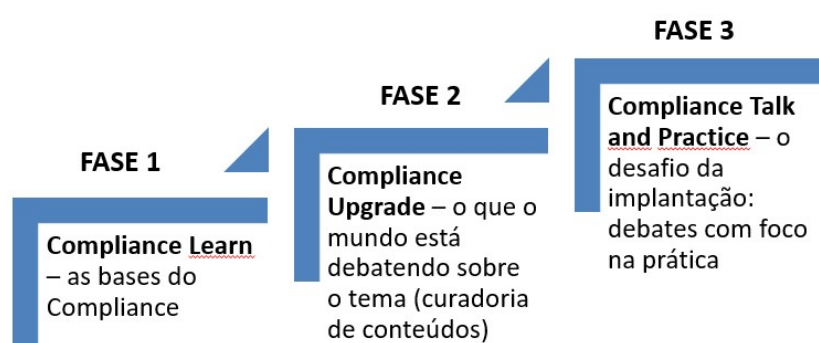 FASE 1
Compliance Learn
– as bases do
Compliance
FASE 2
Compliance
Upgrade – o que o
mundo está
debatendo sobre
o tema (curadoria
de conteúdos)
FASE 3
Compliance Talk
and Practice – o
desafio da
implantação:
debates com foco
na prática